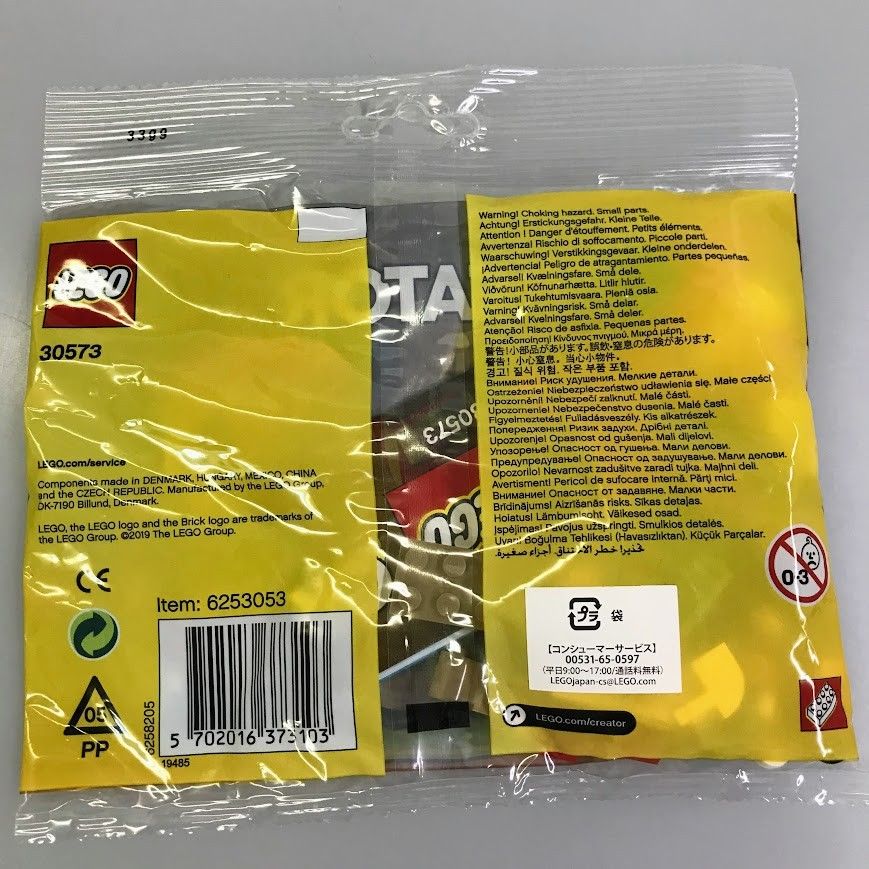 3399
LEGO
30573
LEGO.com/service
Components made in DENMARK, HUNGARY, MEXICO, CHINA
and the CZECH REPUBLIC. Manufactured by the LEGO Group.
DK-7190 Billund, Denmark.
LEGO, the LEGO logo and the Brick logo are trademarks of
the LEGO Group. ©2019 The LEGO Group.
CE
Item: 6253053
05
PP
6258205
5 702016 373103
19485
OTA
30573
LEGO
Warning! Choking hazard. Small parts.
Achtung! Erstickungsgefahr. Kleine Teile.
Attention ! Danger d'étouffement. Petits éléments.
Avvertenza! Rischio di soffocamento. Piccole parti.
Waarschuwing! Verstikkingsgevaar. Kleine onderdelen.
¡Advertencia! Peligro de atragantamiento. Partes pequeñas.
Advarsel! Kvælningsfare. Små dele.
Viðvörun! Köfnunarhætta. Litlir hlutir.
Varoitus! Tukehtumisvaara. Pieniä osia.
Varning! Kvävningsrisk. Små delar.
Advarsel! Kvelningsfare. Små deler.
Atenção! Risco de asfixia. Pequenas partes.
Προειδοποίηση! Κίνδυνος πνιγμού. Μικρά μέρη.
警告!小部品があります。誤飲・窒息の危険があります。
警告! 小心窒息。当心小物件。
경고! 질식 위험. 작은 부품 포함.
Внимание! Риск удушения. Мелкие детали.
Ostrzeżenie! Niebezpieczeństwo udławienia się. Małe części
Upozornění! Nebezpečí zalknutí. Malé části.
Upozornenie! Nebezpečenstvo dusenia. Malé časti.
Figyelmeztetés! Fulladásveszély. Kis alkatrészek.
Попередження! Ризик задухи. Дрібні деталі.
Upozorenje! Opasnost od gušenja. Mali dijelovi.
Упозорење! Опасност од гушења. Мали делови.
Предупредување! Опасност од задушување. Мали делови.
Opozorilo! Nevarnost zadušitve zaradi tujka. Majhni deli.
Avertisment! Pericol de sufocare internă. Părți mici.
Внимание! Опасност от задавяне. Малки части.
Brīdinājums! Aizrīšanās risks. Sīkas detaļas.
Hoiatus! Lämbumisoht. Väikesed osad.
Įspėjimas! Pavojus užspringti. Smulkios detalės.
Uyarı! Boğulma Tehlikesi (Havasızlıktan). Küçük Parçalar.
تحذير! خطر الاختناق. أجزاء صغيرة.
0-3
プラ 袋
【コンシューマーサービス】
00531-65-0597
(平日9:00〜17:00/通話料無料)
LEGOjapan-cs@LEGO.com
LEGO.com/creator